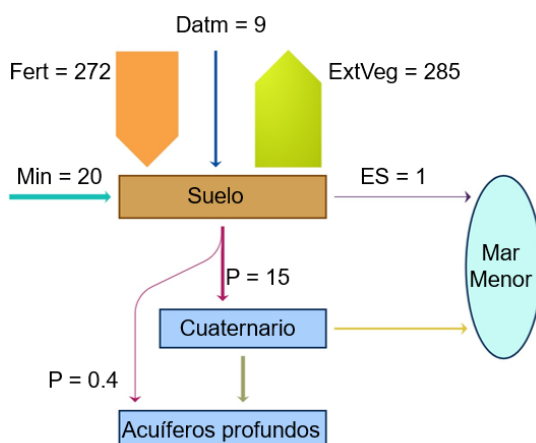 Datm = 9
Fert = 272
ExtVeg = 285
Min = 20
Suelo
ES = 1
Mar
Menor
P = 15
Cuaternario
P = 0.4
Acuíferos profundos